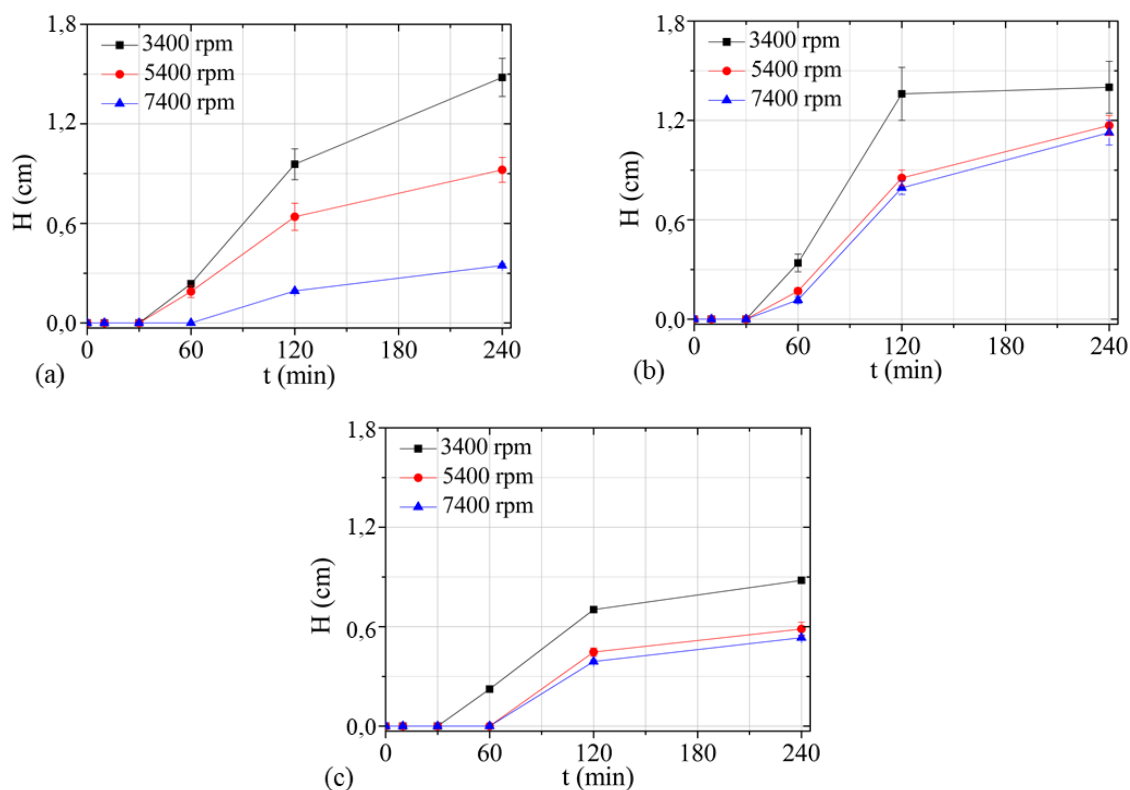 1,8
3400 rpm
5400 rpm
7400 rpm
1,2
H (cm)
0,6
0,0
0 60 120 180 240
t (min)
(a)
1,8
3400 rpm
5400 rpm
7400 rpm
1,2
H (cm)
0,6
0,0
0 60 120 180 240
t (min)
(b)
1,8
3400 rpm
5400 rpm
7400 rpm
1,2
H (cm)
0,6
0,0
0 60 120 180 240
t (min)
(c)